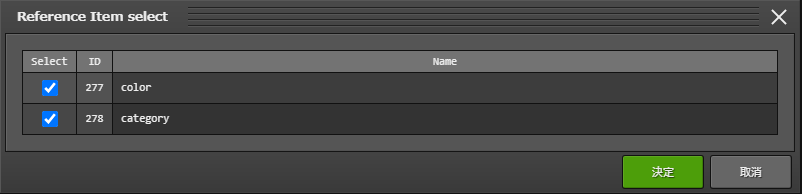 Reference Item select
Select ID Name
277 color
278 category
決定 取消